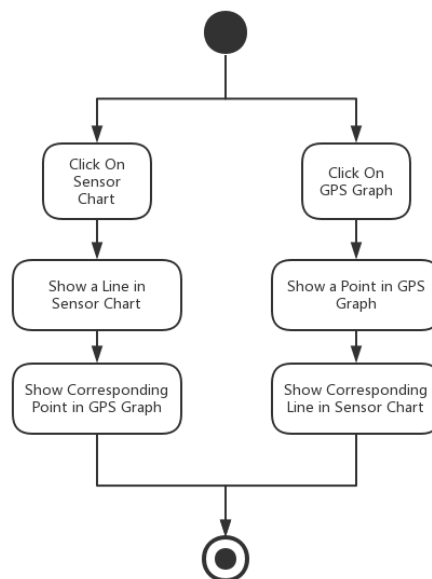 Click On
Sensor
Chart
Show a Line in
Sensor Chart
Show Corresponding
Point in GPS Graph
Click On
GPS Graph
Show a Point in GPS
Graph
Show Corresponding
Line in Sensor Chart